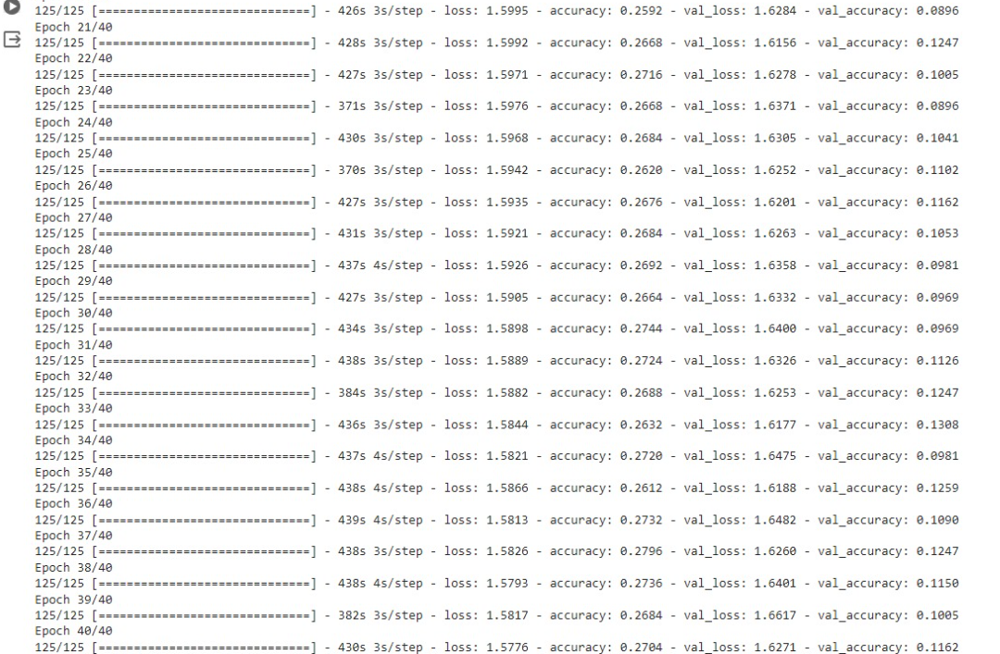 125/125 [==============================] - 426s 3s/step - loss: 1.5995 - accuracy: 0.2592 - val_loss: 1.6284 - val_accuracy: 0.0896
Epoch 21/40
125/125 [==============================] - 428s 3s/step - loss: 1.5992 - accuracy: 0.2668 - val_loss: 1.6156 - val_accuracy: 0.1247
Epoch 22/40
125/125 [==============================] - 427s 3s/step - loss: 1.5971 - accuracy: 0.2716 - val_loss: 1.6278 - val_accuracy: 0.1005
Epoch 23/40
125/125 [==============================] - 371s 3s/step - loss: 1.5976 - accuracy: 0.2668 - val_loss: 1.6371 - val_accuracy: 0.0896
Epoch 24/40
125/125 [==============================] - 430s 3s/step - loss: 1.5968 - accuracy: 0.2684 - val_loss: 1.6305 - val_accuracy: 0.1041
Epoch 25/40
125/125 [==============================] - 370s 3s/step - loss: 1.5942 - accuracy: 0.2620 - val_loss: 1.6252 - val_accuracy: 0.1102
Epoch 26/40
125/125 [==============================] - 427s 3s/step - loss: 1.5935 - accuracy: 0.2676 - val_loss: 1.6201 - val_accuracy: 0.1162
Epoch 27/40
125/125 [==============================] - 431s 3s/step - loss: 1.5921 - accuracy: 0.2684 - val_loss: 1.6263 - val_accuracy: 0.1053
Epoch 28/40
125/125 [==============================] - 437s 4s/step - loss: 1.5926 - accuracy: 0.2692 - val_loss: 1.6358 - val_accuracy: 0.0981
Epoch 29/40
125/125 [==============================] - 427s 3s/step - loss: 1.5905 - accuracy: 0.2664 - val_loss: 1.6332 - val_accuracy: 0.0969
Epoch 30/40
125/125 [==============================] - 434s 3s/step - loss: 1.5898 - accuracy: 0.2744 - val_loss: 1.6400 - val_accuracy: 0.0969
Epoch 31/40
125/125 [==============================] - 438s 3s/step - loss: 1.5889 - accuracy: 0.2724 - val_loss: 1.6326 - val_accuracy: 0.1126
Epoch 32/40
125/125 [==============================] - 384s 3s/step - loss: 1.5882 - accuracy: 0.2688 - val_loss: 1.6253 - val_accuracy: 0.1247
Epoch 33/40
125/125 [==============================] - 436s 3s/step - loss: 1.5844 - accuracy: 0.2632 - val_loss: 1.6177 - val_accuracy: 0.1308
Epoch 34/40
125/125 [==============================] - 437s 4s/step - loss: 1.5821 - accuracy: 0.2720 - val_loss: 1.6475 - val_accuracy: 0.0981
Epoch 35/40
125/125 [==============================] - 438s 4s/step - loss: 1.5866 - accuracy: 0.2612 - val_loss: 1.6188 - val_accuracy: 0.1259
Epoch 36/40
125/125 [==============================] - 439s 4s/step - loss: 1.5813 - accuracy: 0.2732 - val_loss: 1.6482 - val_accuracy: 0.1090
Epoch 37/40
125/125 [==============================] - 438s 3s/step - loss: 1.5826 - accuracy: 0.2796 - val_loss: 1.6260 - val_accuracy: 0.1247
Epoch 38/40
125/125 [==============================] - 438s 4s/step - loss: 1.5793 - accuracy: 0.2736 - val_loss: 1.6401 - val_accuracy: 0.1150
Epoch 39/40
125/125 [==============================] - 382s 3s/step - loss: 1.5817 - accuracy: 0.2684 - val_loss: 1.6617 - val_accuracy: 0.1005
Epoch 40/40
125/125 [==============================] - 430s 3s/step - loss: 1.5776 - accuracy: 0.2704 - val_loss: 1.6271 - val_accuracy: 0.1162